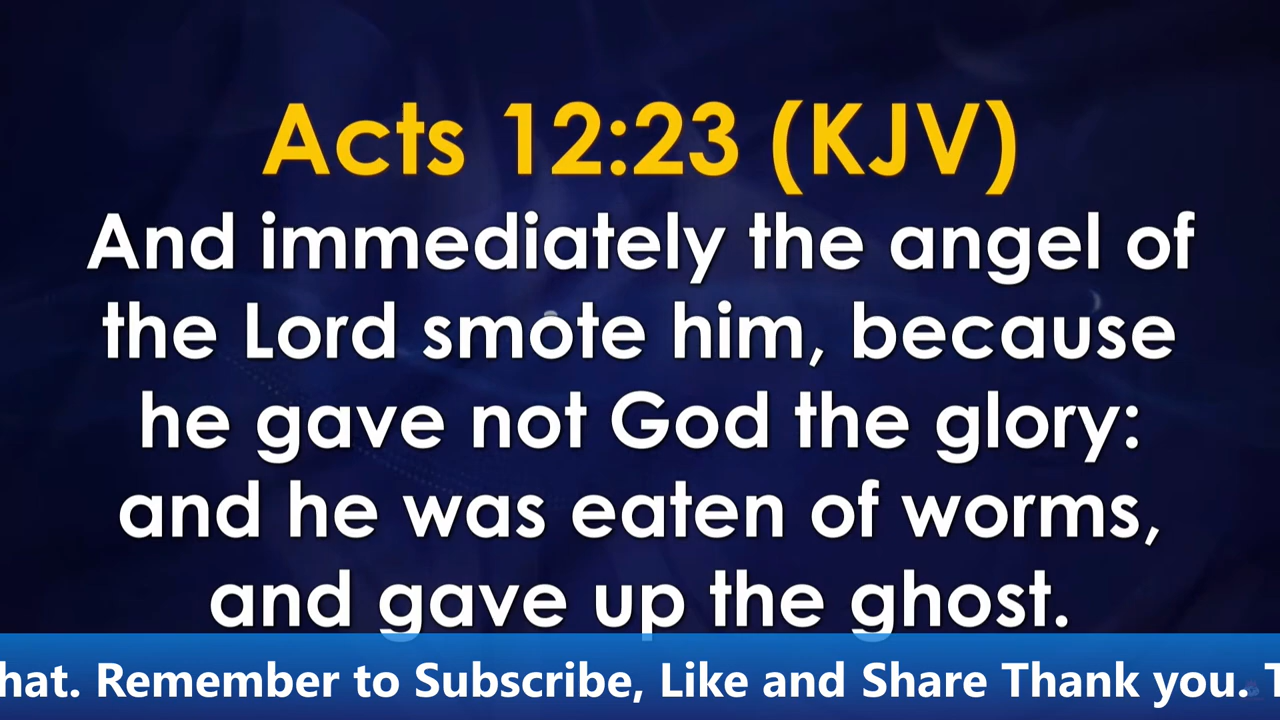 Acts 12:23 (KJV)
And immediately the angel of
the Lord smote him, because
he gave not God the glory:
and he was eaten of worms,
and gave up the ghost.
hat. Remember to Subscribe, Like and Share Thank you. T